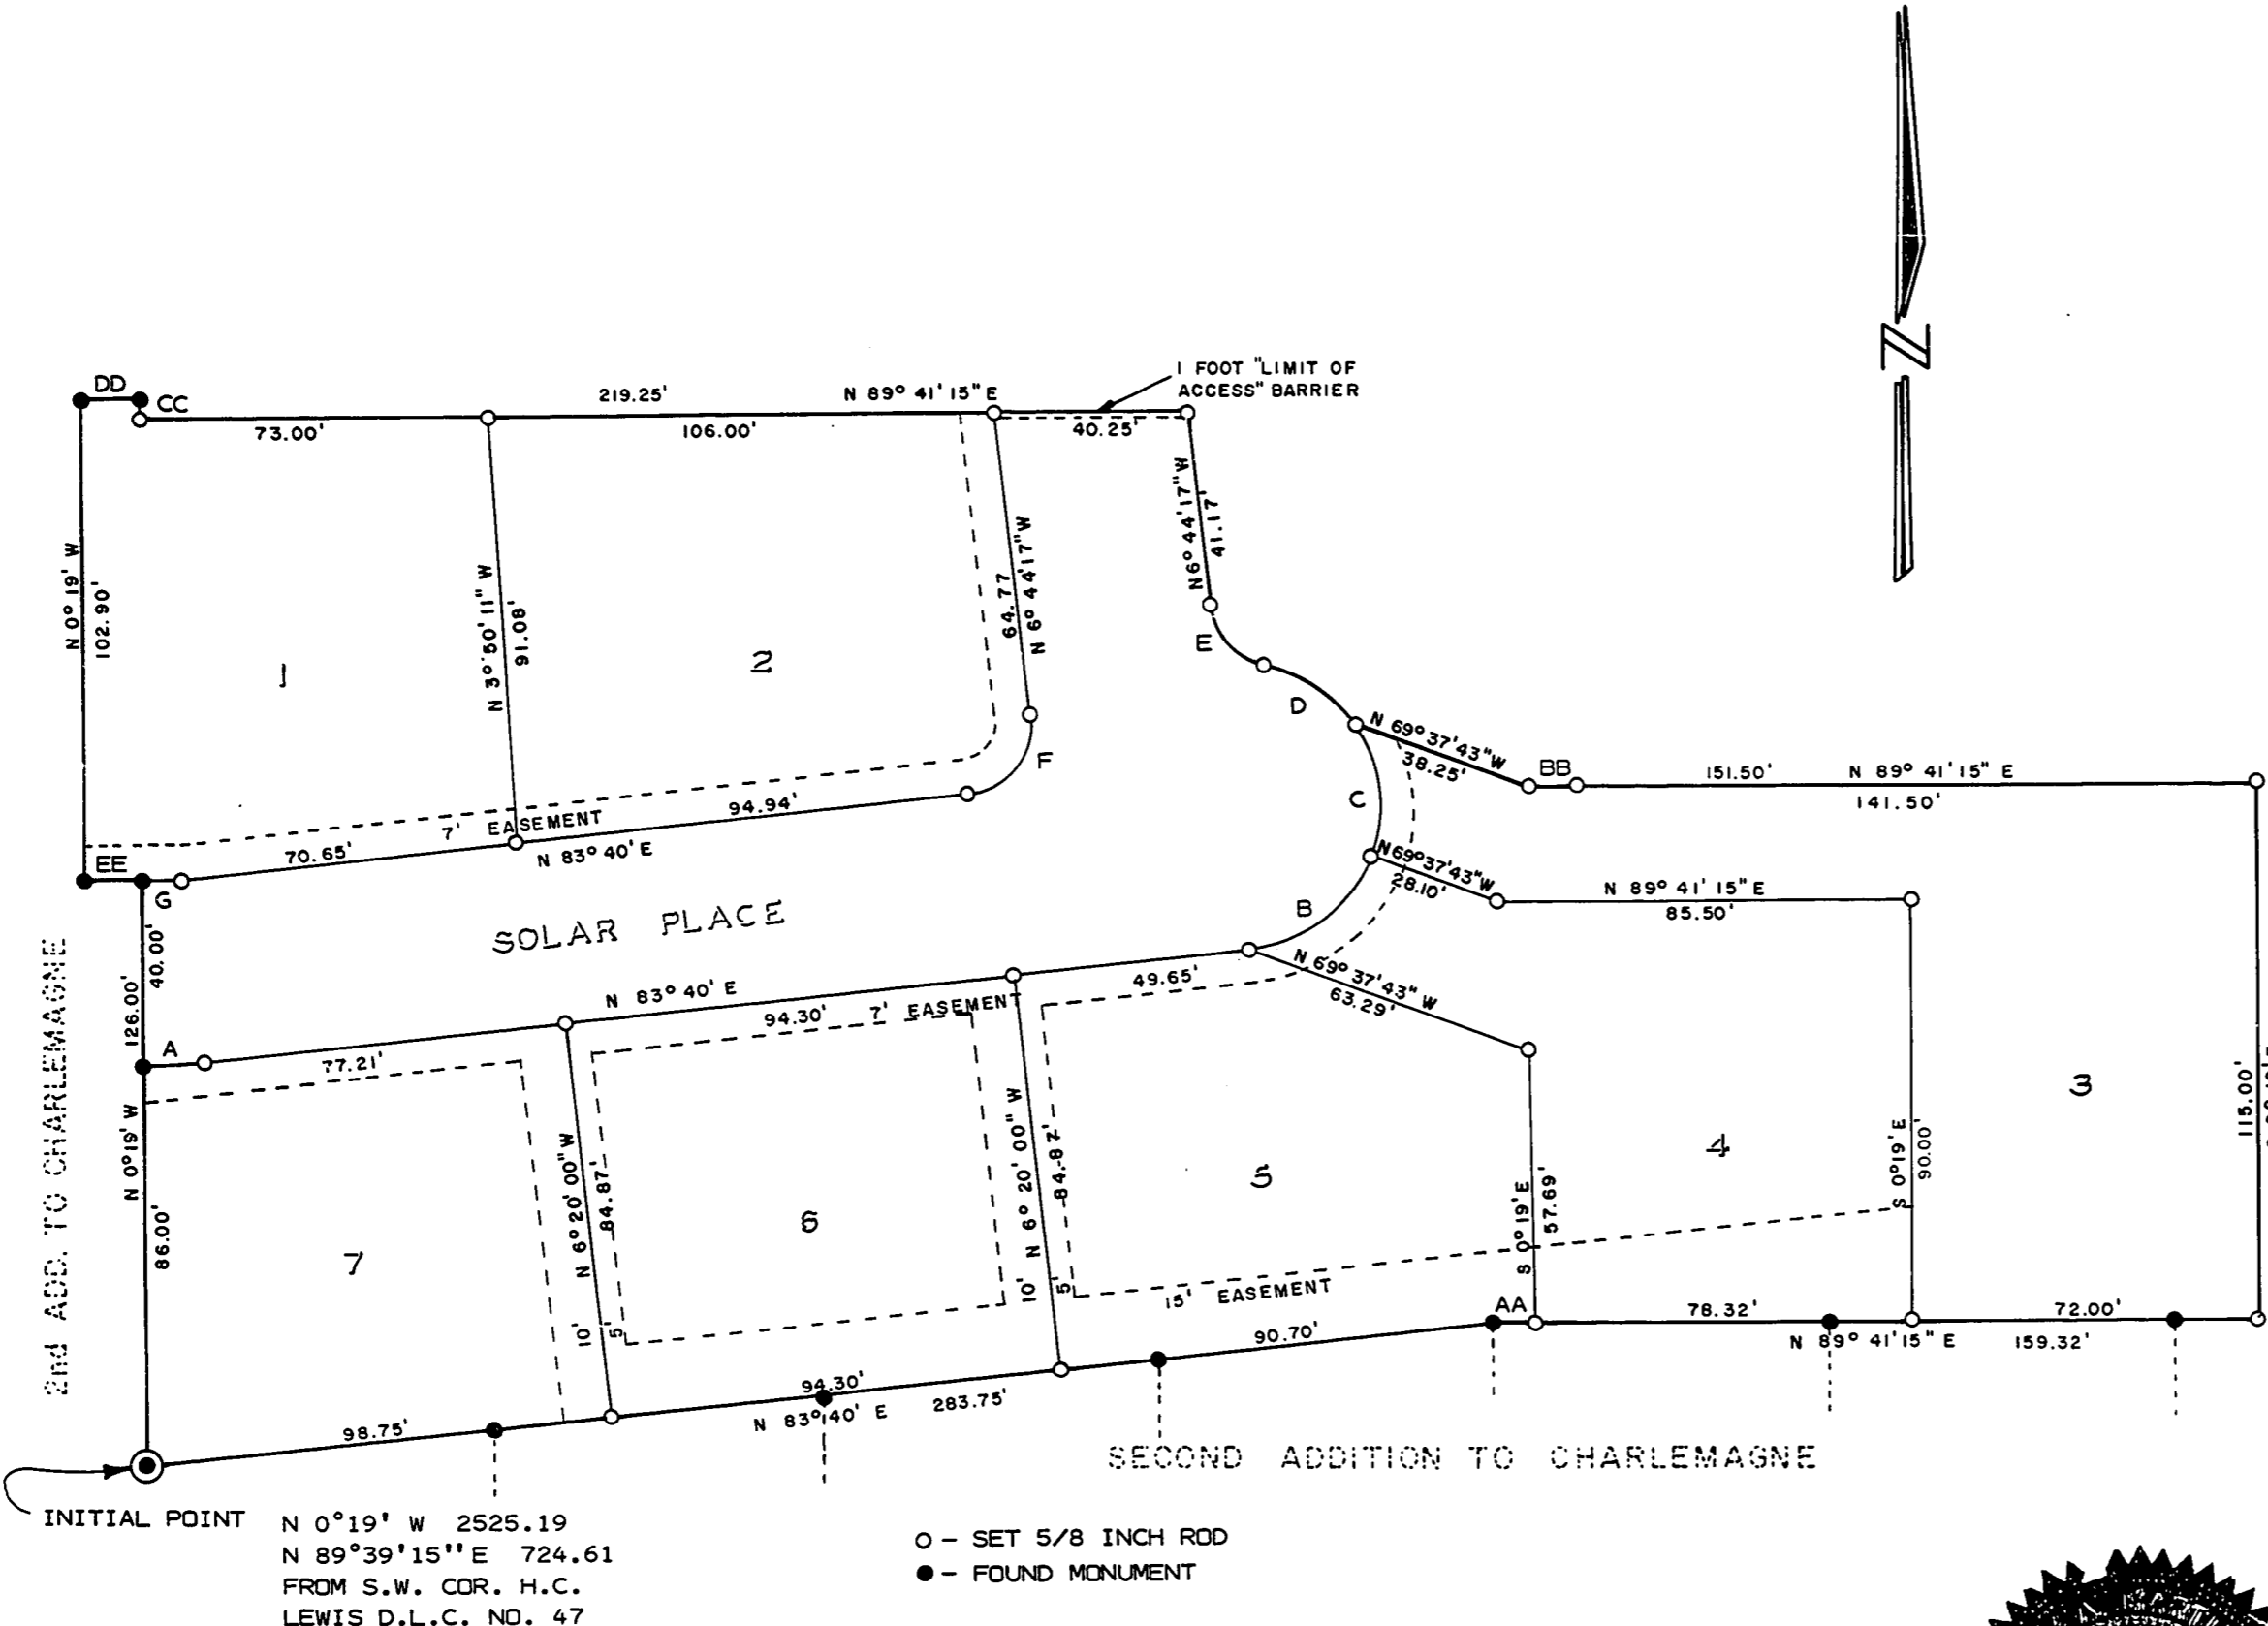 1 FOOT "LIMIT OF
ACCESS" BARRIER
DD
CC
219.25'
N 89° 41' 15" E
73.00'
106.00'
40.25'
N 0° 19' W
102.90'
N 3° 50' 11" W
91.08'
64.77
N 6° 44' 17" W
N 6° 44' 17" W
41.17'
Z
1
2
E
D
F
C
B
N 69° 37' 43" W
38.25'
BB
151.50'
N 89° 41' 15" E
141.50'
7' EASEMENT
94.94'
70.65'
N 83° 40' E
EE
G
N 69° 37' 43" W
28.10'
N 89° 41' 15" E
85.50'
SOLAR PLACE
40.00'
126.00'
N 83° 40' E
94.30'
7' EASEMENT
49.65'
N 69° 37' 43" W
63.29'
A
77.21'
2nd ADD. TO CHARLEMAGNE
N 0° 19' W
86.00'
N 6° 20' 00" W
84.87'
N 6° 20' 00" W
84.87'
S 0° 19' E
57.69'
S 0° 19' E
90.00'
115.00'
3
4
5
6
7
10'
5'
10'
5'
15' EASEMENT
AA
78.32'
72.00'
N 89° 41' 15" E
159.32'
90.70'
94.30'
N 83° 40' E
283.75'
98.75'
SECOND ADDITION TO CHARLEMAGNE
INITIAL POINT
N 0°19' W 2525.19
N 89°39'15'' E 724.61
FROM S.W. COR. H.C.
LEWIS D.L.C. NO. 47
O - SET 5/8 INCH ROD
● - FOUND MONUMENT